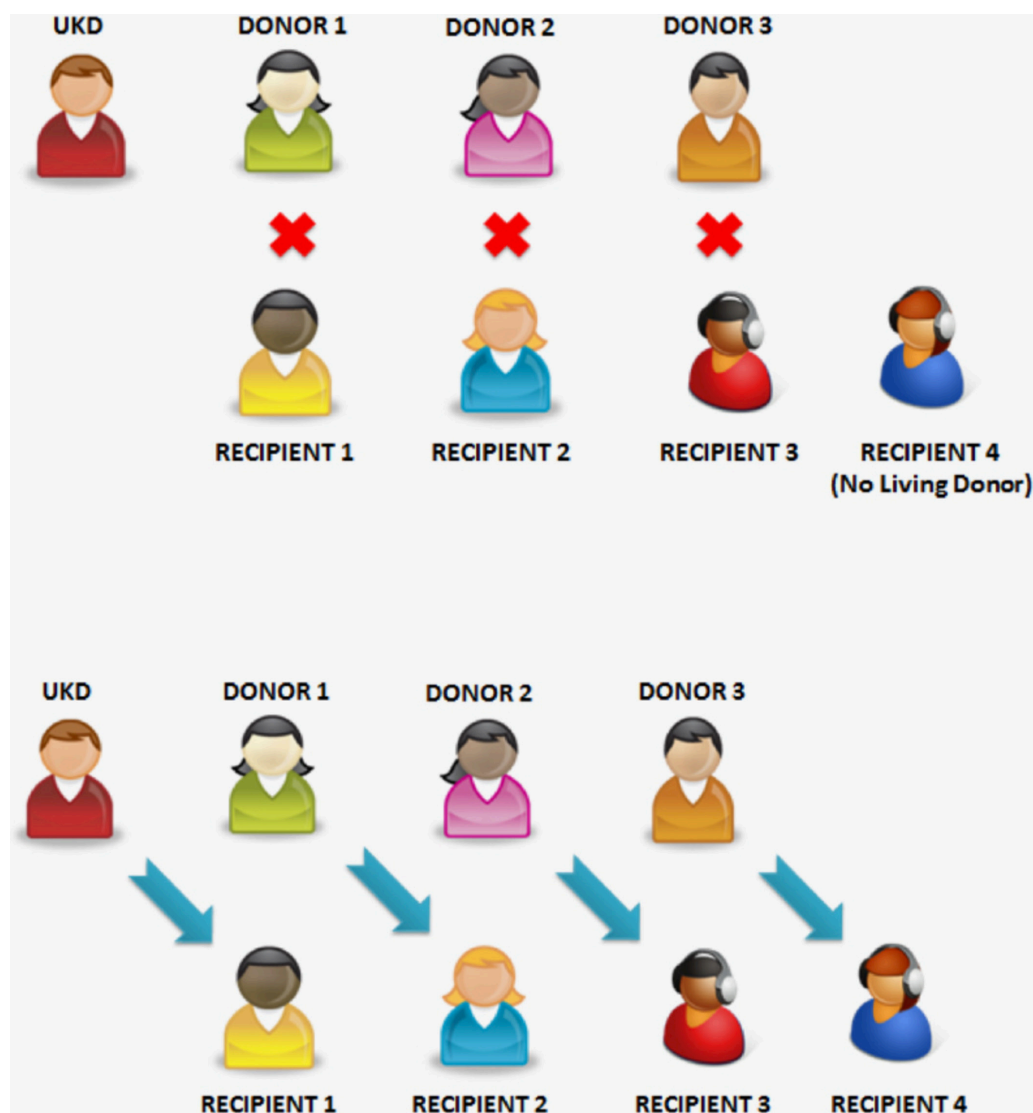 UKD DONOR 1 DONOR 2 DONOR 3
RECIPIENT 1 RECIPIENT 2 RECIPIENT 3 RECIPIENT 4
(No Living Donor)
UKD DONOR 1 DONOR 2 DONOR 3
RECIPIENT 1 RECIPIENT 2 RECIPIENT 3 RECIPIENT 4